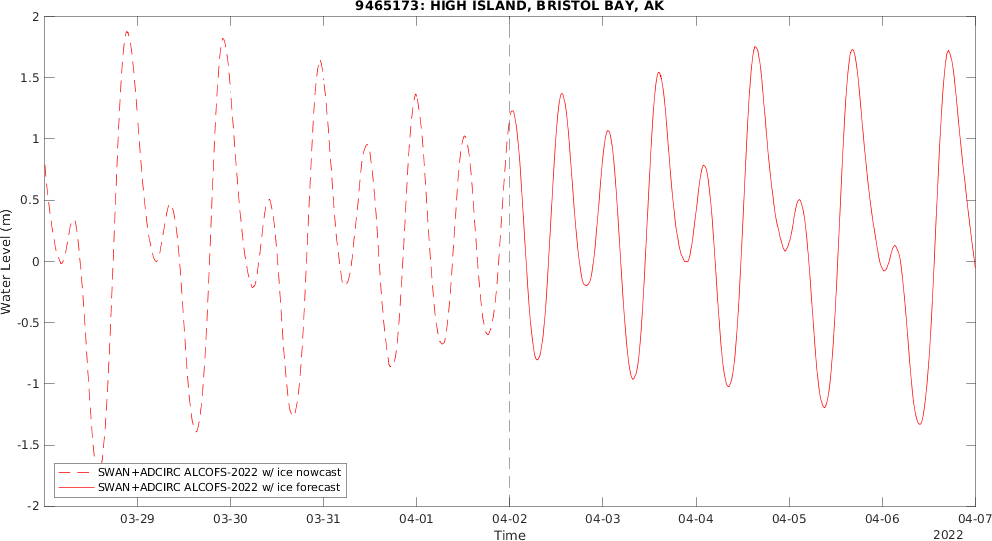 9465173: HIGH ISLAND, BRISTOL BAY, AK
Water Level (m)
2
1.5
1
0.5
0
-0.5
-1
-1.5
-2
SWAN+ADCIRC ALCOFS-2022 w/ ice nowcast
SWAN+ADCIRC ALCOFS-2022 w/ ice forecast
03-29 03-30 03-31 04-01 04-02 04-03 04-04 04-05 04-06 04-07
Time
2022